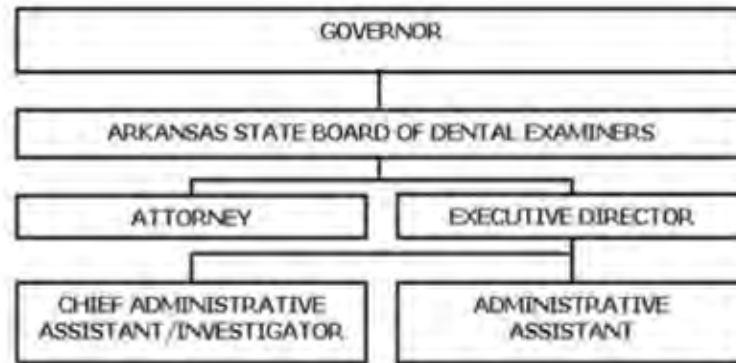 GOVERNOR
ARKANSAS STATE BOARD OF DENTAL EXAMINERS
ATTORNEY
EXECUTIVE DIRECTOR
CHIEF ADMINISTRATIVE
ASSISTANT/INVESTIGATOR
ADMINISTRATIVE
ASSISTANT